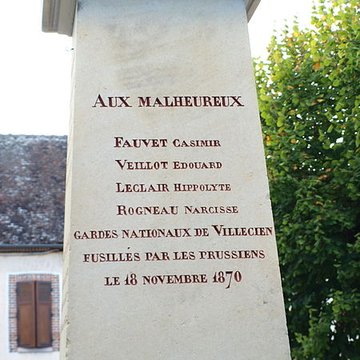 AUX MALHEUREUX
FAUVET CASIMIR
VEILLOT EDOUARD
LECLAIR HIPPOLYTE
ROGNEAU NARCISSE
GARDES NATIONAUX DE VILLECIEN
FUSILLÉS PAR LES PRUSSIENS
LE 18 NOVEMBRE 1870